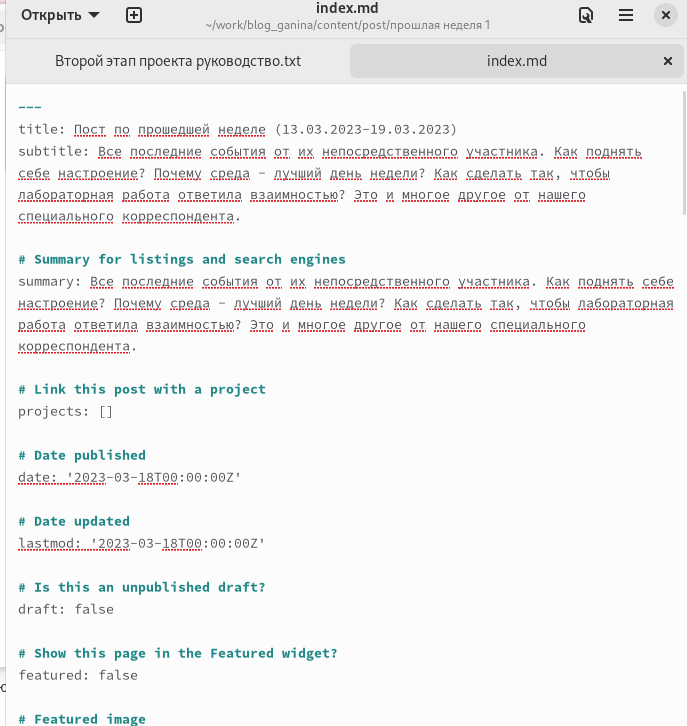 Открыть
index.md
~/work/blog_ganina/content/post/прошлая неделя 1
Второй этап проекта руководство.txt
index.md
---
title: Пост по прошедшей неделе (13.03.2023-19.03.2023)
subtitle: Все последние события от их непосредственного участника. Как поднять
себе настроение? Почему среда - лучший день недели? Как сделать так, чтобы
лабораторная работа ответила взаимностью? Это и многое другое от нашего
специального корреспондента.
# Summary for listings and search engines
summary: Все последние события от их непосредственного участника. Как поднять себе
настроение? Почему среда - лучший день недели? Как сделать так, чтобы лабораторная
работа ответила взаимностью? Это и многое другое от нашего специального
корреспондента.
# Link this post with a project
projects: []
# Date published
date: '2023-03-18T00:00:00Z'
# Date updated
lastmod: '2023-03-18T00:00:00Z'
# Is this an unpublished draft?
draft: false
# Show this page in the Featured widget?
featured: false
# Featured image